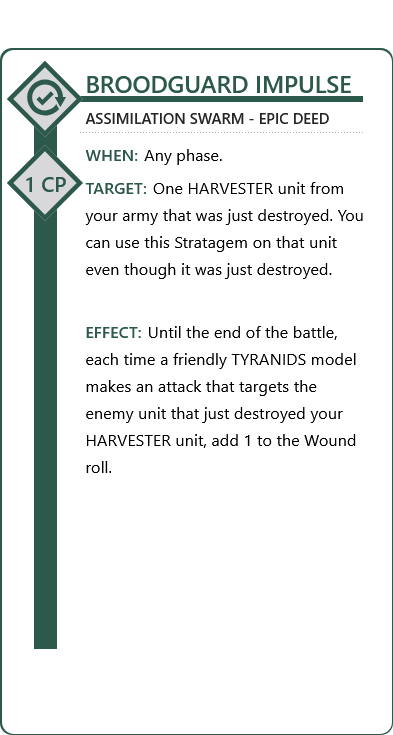 BROODGUARD IMPULSE
ASSIMILATION SWARM - EPIC DEED
WHEN: Any phase.
1 CP
TARGET: One HARVESTER unit from
your army that was just destroyed. You
can use this Stratagem on that unit
even though it was just destroyed.
EFFECT: Until the end of the battle,
each time a friendly TYRANIDS model
makes an attack that targets the
enemy unit that just destroyed your
HARVESTER unit, add 1 to the Wound
roll.